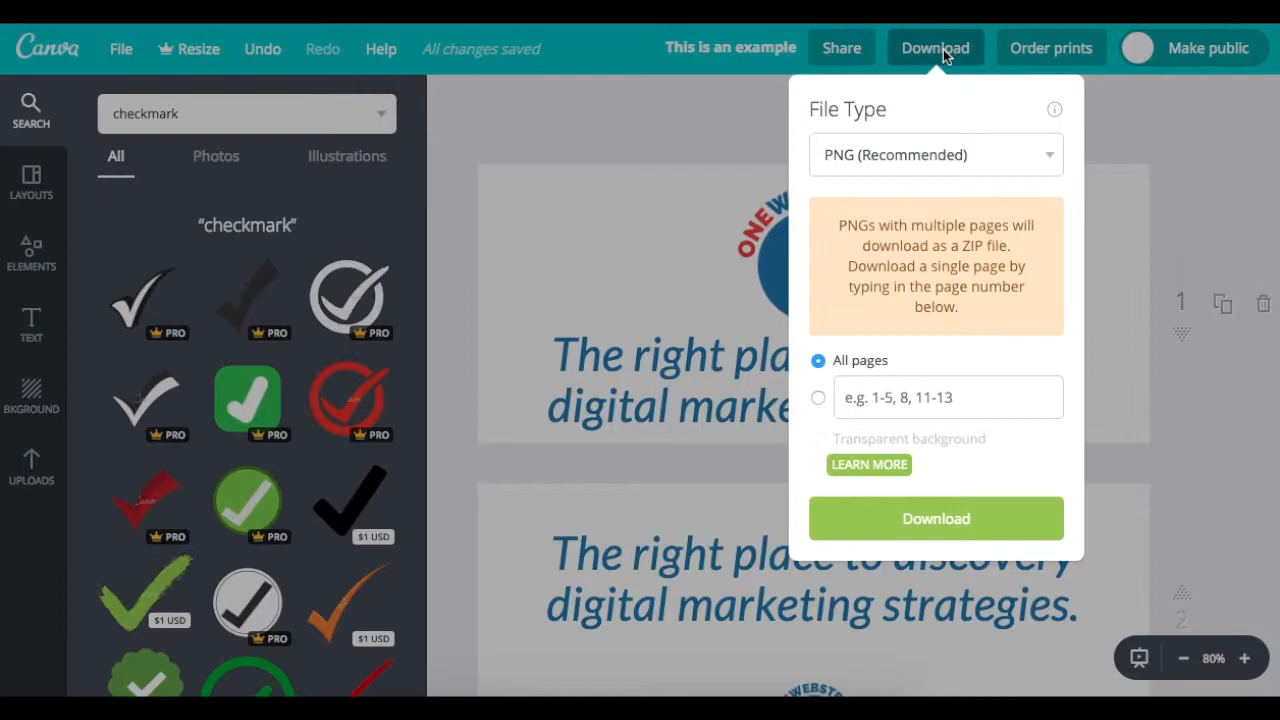 Canva
File
Resize
Undo
Redo
Help
All changes saved
This is an example
Share
Download
Order prints
Make public
SEARCH
LAYOUTS
ELEMENTS
TEXT
BKGROUND
UPLOADS
checkmark
All
Photos
Illustrations
“checkmark”
PRO
PRO
PRO
PRO
PRO
PRO
PRO
PRO
$1 USD
$1 USD
PRO
$1 USD
File Type
PNG (Recommended)
PNGs with multiple pages will
download as a ZIP file.
Download a single page by
typing in the page number
below.
All pages
e.g. 1-5, 8, 11-13
Transparent background
LEARN MORE
Download
The right pla
digital marke
The right place to discovery
digital marketing strategies.
1
2
80%